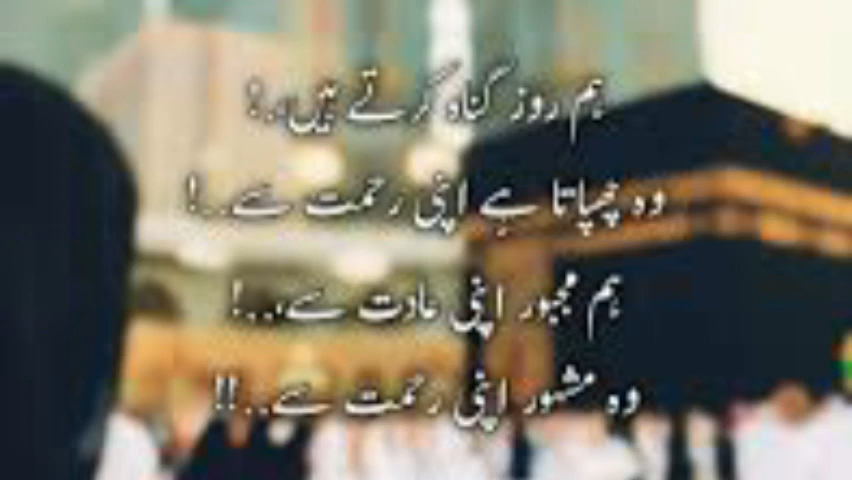 ہم روز گناہ کرتے ہیں..!
وہ چھپاتا ہے اپنی رحمت سے...!
ہم مجبور اپنی عادت سے....!
وہ مشہور اپنی رحمت سے...!!